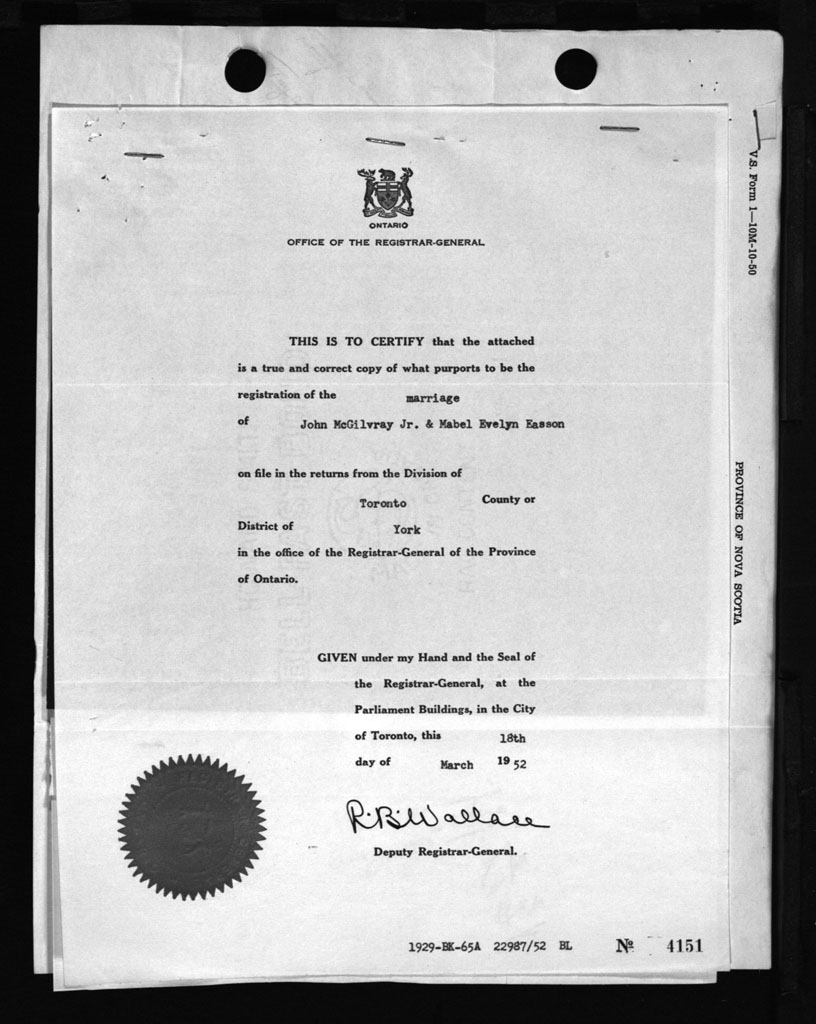 ONTARIO
OFFICE OF THE REGISTRAR-GENERAL
THIS IS TO CERTIFY that the attached
is a true and correct copy of what purports to be the
registration of the marriage
of John McGilvray Jr. & Mabel Evelyn Easson
on file in the returns from the Division of
Toronto County or
District of York
in the office of the Registrar-General of the Province
of Ontario.
GIVEN under my Hand and the Seal of
the Registrar-General, at the
Parliament Buildings, in the City
of Toronto, this 18th
day of March 1952
R.B. Wallace
Deputy Registrar-General.
1929-BK-65A 22987/52 BL Nº 4151
V.S. Form 1—10M-10-50
PROVINCE OF NOVA SCOTIA